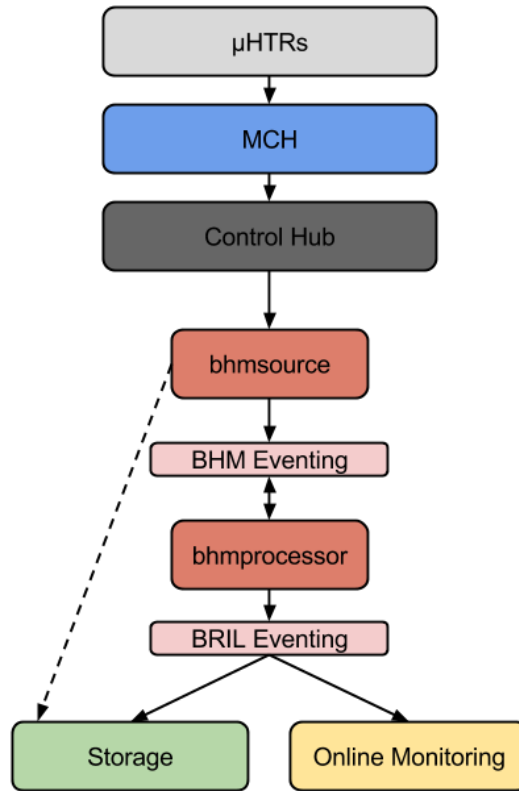 µHTRs
MCH
Control Hub
bhmsource
BHM Eventing
bhmprocessor
BRIL Eventing
Storage
Online Monitoring